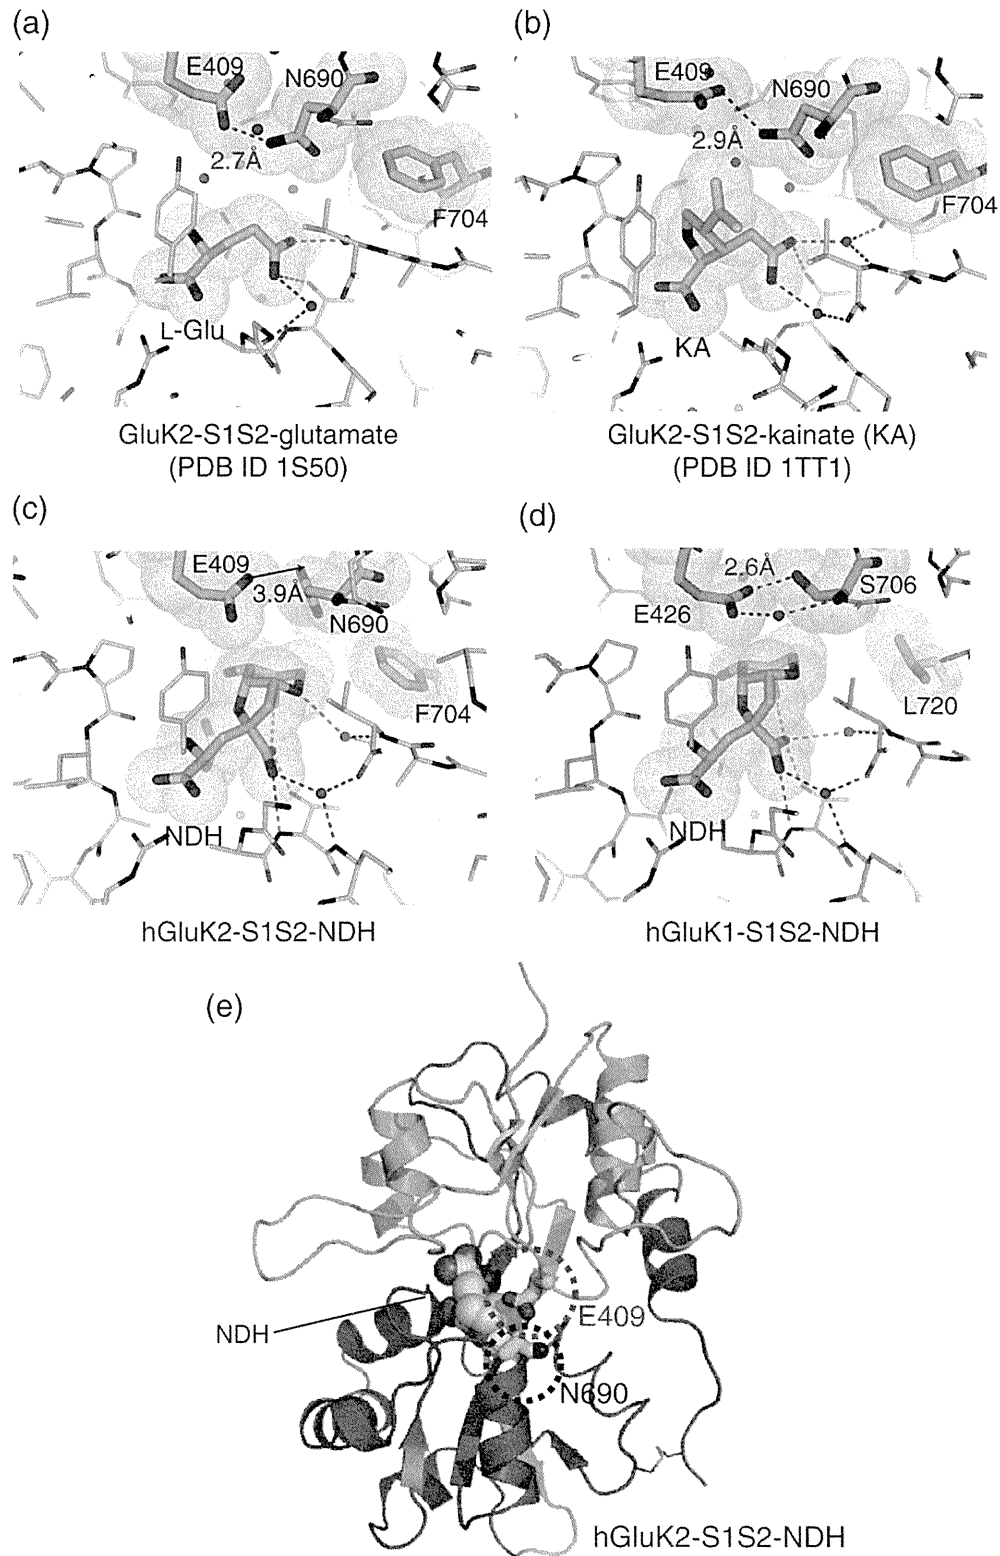 (a)
E409
N690
2.7Å
F704
L-Glu
GluK2-S1S2-glutamate
(PDB ID 1S50)
(b)
E409
N690
2.9Å
F704
KA
GluK2-S1S2-kainate (KA)
(PDB ID 1TT1)
(c)
E409
3.9Å
N690
F704
NDH
hGluK2-S1S2-NDH
(d)
2.6Å
S706
E426
L720
NDH
hGluK1-S1S2-NDH
(e)
NDH
E409
N690
hGluK2-S1S2-NDH